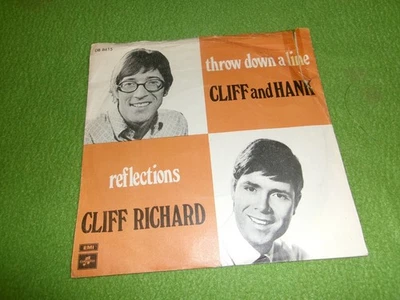 throw down a line
CLIFF and HANK
reflections
CLIFF RICHARD